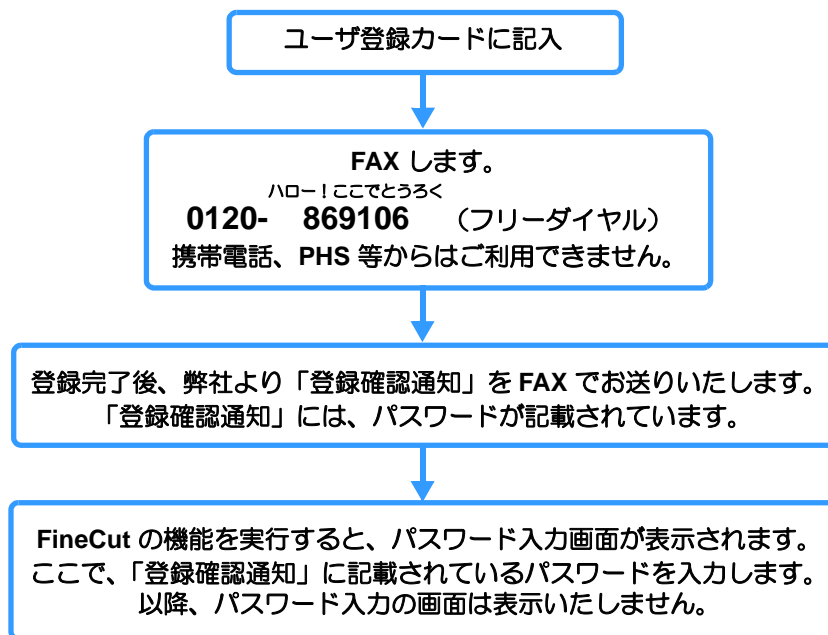 ユーザ登録カードに記入
FAX します。
ハロー！ここでとうろく
0120- 869106 （フリーダイヤル）
携帯電話、PHS 等からはご利用できません。
登録完了後、弊社より「登録確認通知」を FAX でお送りいたします。
「登録確認通知」には、パスワードが記載されています。
FineCut の機能を実行すると、パスワード入力画面が表示されます。
ここで、「登録確認通知」に記載されているパスワードを入力します。
以降、パスワード入力の画面は表示いたしません。